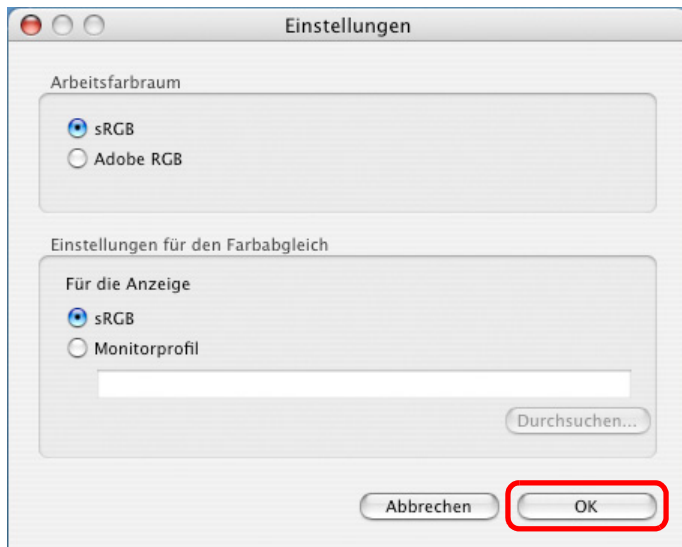 Einstellungen
Arbeitsfarbraum
sRGB
Adobe RGB
Einstellungen für den Farbabgleich
Für die Anzeige
sRGB
Monitorprofil
Durchsuchen...
Abbrechen OK